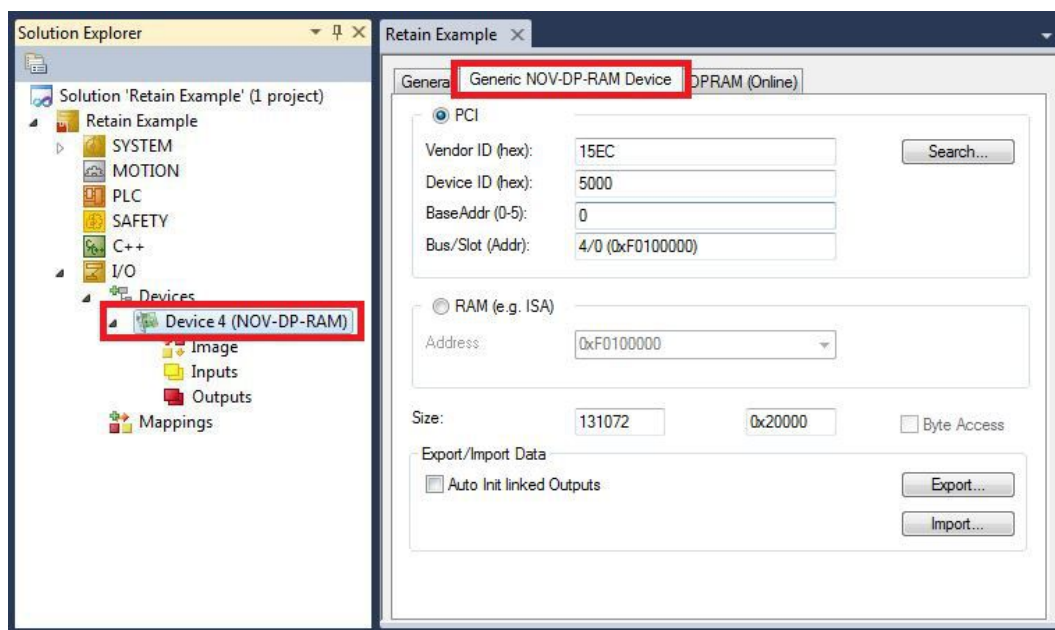 Solution Explorer
Solution 'Retain Example' (1 project)
Retain Example
SYSTEM
MOTION
PLC
SAFETY
C++
I/O
Devices
Device 4 (NOV-DP-RAM)
Image
Inputs
Outputs
Mappings
Retain Example
Genera Generic NOV-DP-RAM Device DPRAM (Online)
PCI
Vendor ID (hex): 15EC Search...
Device ID (hex): 5000
BaseAddr (0-5): 0
Bus/Slot (Addr): 4/0 (0xF0100000)
RAM (e.g. ISA)
Address 0xF0100000
Size: 131072 0x20000 Byte Access
Export/Import Data
Auto Init linked Outputs Export...
Import...